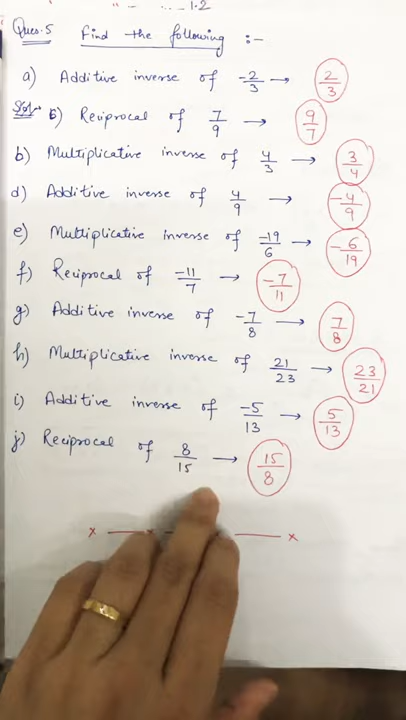 1.2
Ques.5 Find the following :-
a) Additive inverse of -2/3 → 2/3
Sol: b) Reciprocal of 7/9 → 9/7
b) Multiplicative inverse of 4/3 → 3/4
d) Additive inverse of 4/9 → -4/9
e) Multiplicative inverse of -19/6 → -6/19
f) Reciprocal of -11/7 → -7/11
g) Additive inverse of -7/8 → 7/8
h) Multiplicative inverse of 21/23 → 23/21
i) Additive inverse of -5/13 → 5/13
j) Reciprocal of 8/15 → 15/8
x x